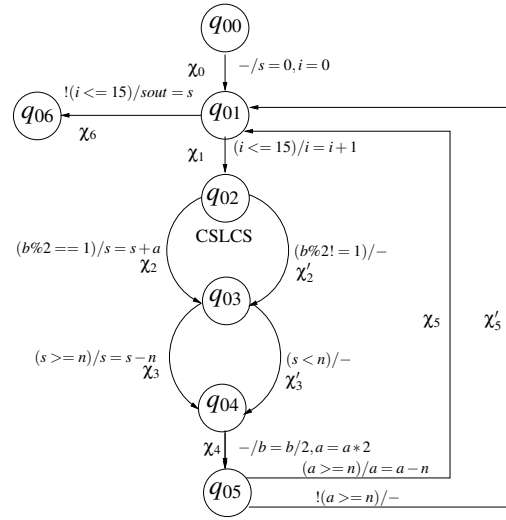 q00
χ0 −/s = 0, i = 0
!(i <= 15)/sout = s
q06 q01
χ6
χ1 (i <= 15)/i = i + 1
q02
CSLCS
(b%2 == 1)/s = s + a (b%2! = 1)/−
χ2 χ′2
q03
χ5 χ′5
(s >= n)/s = s − n (s < n)/−
χ3 χ′3
q04
χ4 −/b = b/2, a = a ∗ 2
(a >= n)/a = a − n
q05 !(a >= n)/−